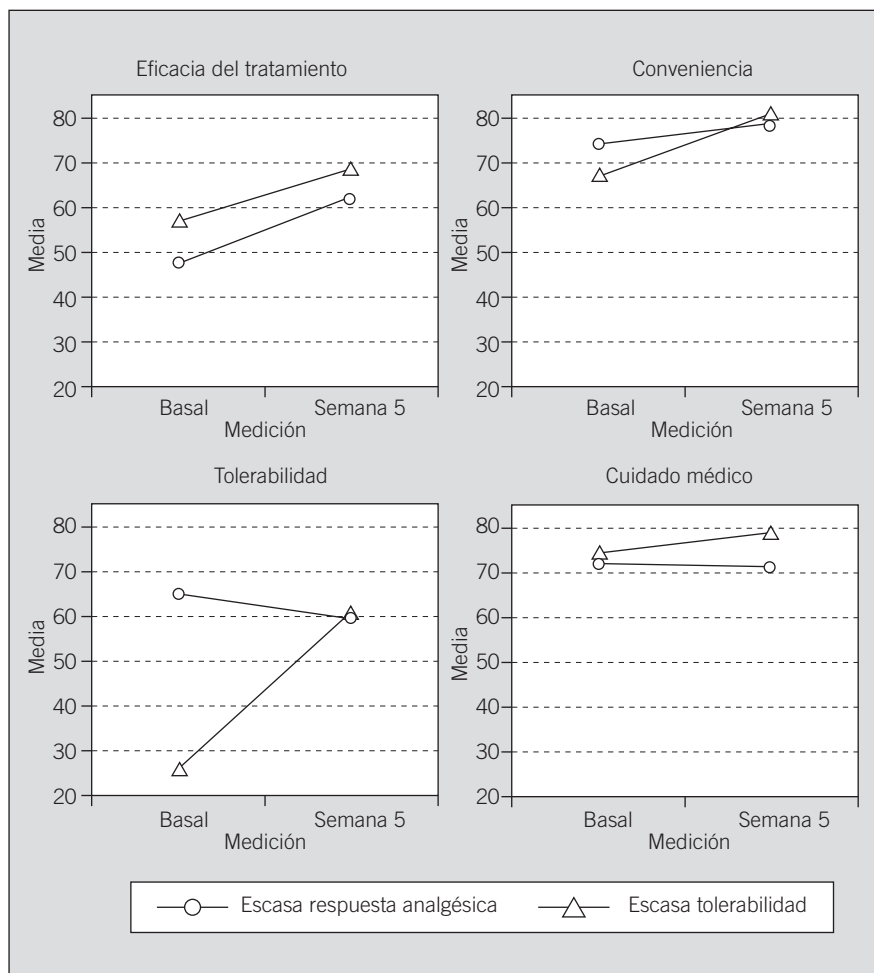 Eficacia del tratamiento
Media
80
70
60
50
40
30
20
Basal
Semana 5
Medición
Conveniencia
Media
80
70
60
50
40
30
20
Basal
Semana 5
Medición
Tolerabilidad
Media
80
70
60
50
40
30
20
Basal
Semana 5
Medición
Cuidado médico
Media
80
70
60
50
40
30
20
Basal
Semana 5
Medición
Escasa respuesta analgésica
Escasa tolerabilidad